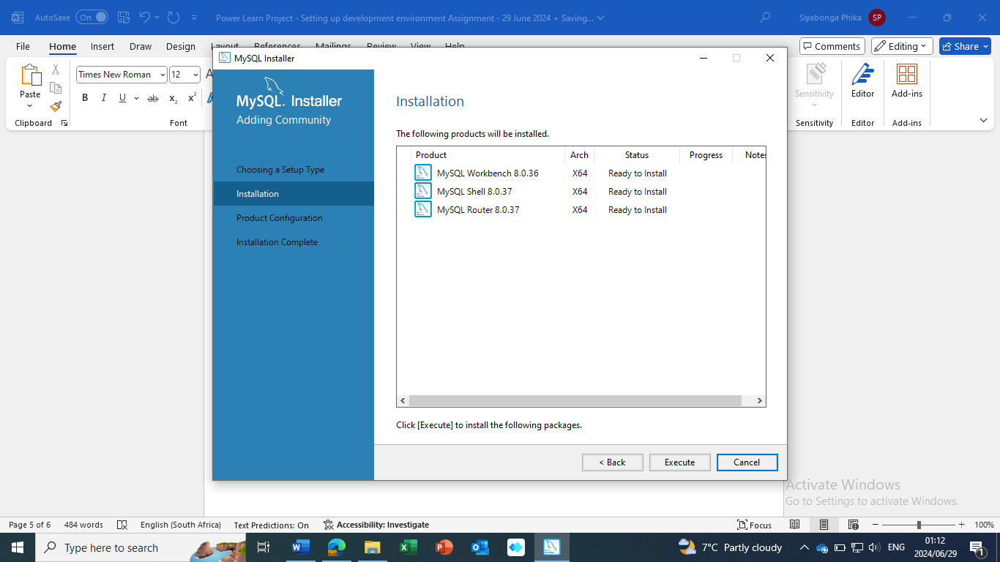 AutoSave On Power Learn Project - Setting up development environment Assignment - 29 June 2024 • Saving... Siyabonga Phika SP
File Home Insert Draw Design Layout References Mailings Review View Help Comments Editing Share
MySQL Installer
Times New Roman 12
Paste B I U ab x₂ x² Sensitivity Editor Add-ins
Clipboard Font Sensitivity Editor Add-ins
MySQL. Installer
Adding Community
Choosing a Setup Type
Installation
Product Configuration
Installation Complete
Installation
The following products will be installed.
Product Arch Status Progress Notes
MySQL Workbench 8.0.36 X64 Ready to Install
MySQL Shell 8.0.37 X64 Ready to Install
MySQL Router 8.0.37 X64 Ready to Install
Click [Execute] to install the following packages.
< Back Execute Cancel
Activate Windows
Go to Settings to activate Windows.
Page 5 of 6 484 words English (South Africa) Text Predictions: On Accessibility: Investigate Focus 100%
Type here to search 7°C Partly cloudy ENG 01:12
2024/06/29 1